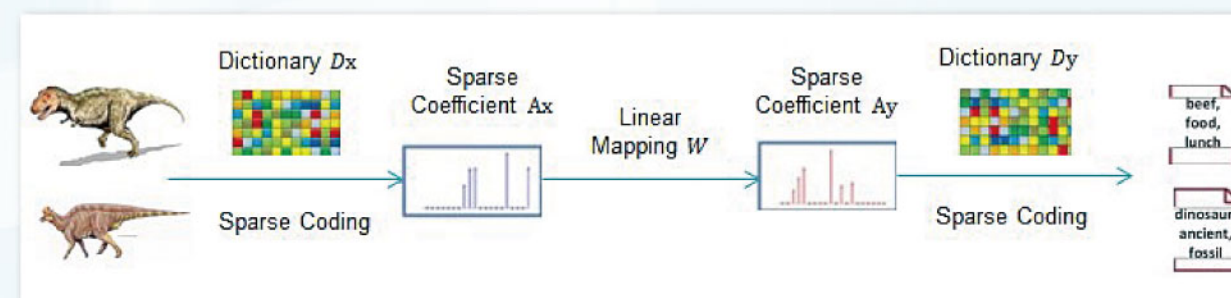 Dictionary Dx
Sparse
Coefficient Ax
Sparse Coding
Linear
Mapping W
Sparse
Coefficient Ay
Dictionary Dy
Sparse Coding
beef,
food,
lunch
dinosaur
ancient,
fossil